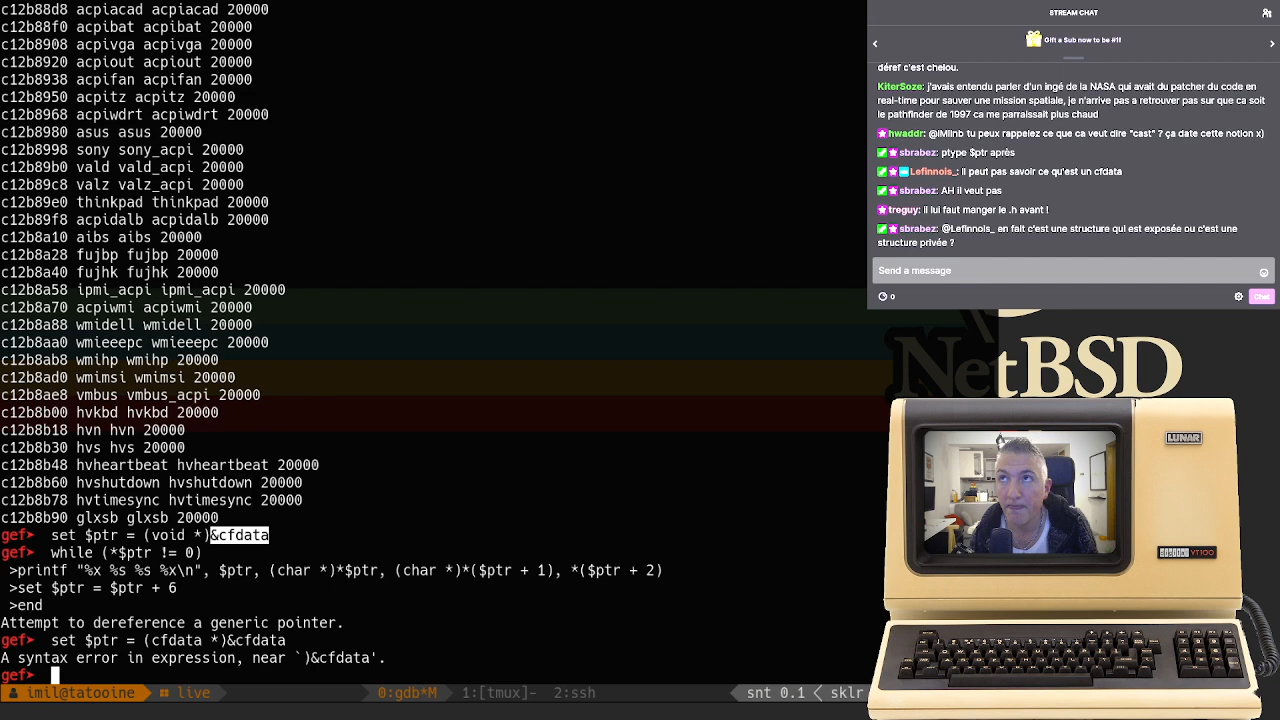 c12b88d8 acpiacad acpiacad 20000
c12b88f0 acpibat acpibat 20000
c12b8908 acpivga acpivga 20000
c12b8920 acpiout acpiout 20000
c12b8938 acpifan acpifan 20000
c12b8950 acpitz acpitz 20000
c12b8968 acpiwdrt acpiwdrt 20000
c12b8980 asus asus 20000
c12b8998 sony sony_acpi 20000
c12b89b0 vald vald_acpi 20000
c12b89c8 valz valz_acpi 20000
c12b89e0 thinkpad thinkpad 20000
c12b89f8 acpidalb acpidalb 20000
c12b8a10 aibs aibs 20000
c12b8a28 fujbp fujbp 20000
c12b8a40 fujhk fujhk 20000
c12b8a58 ipmi_acpi ipmi_acpi 20000
c12b8a70 acpiwmi acpiwmi 20000
c12b8a88 wmidell wmidell 20000
c12b8aa0 wmieeepc wmieeepc 20000
c12b8ab8 wmihp wmihp 20000
c12b8ad0 wmimsi wmimsi 20000
c12b8ae8 vmbus vmbus_acpi 20000
c12b8b00 hvkbd hvkbd 20000
c12b8b18 hvn hvn 20000
c12b8b30 hvs hvs 20000
c12b8b48 hvheartbeat hvheartbeat 20000
c12b8b60 hvshutdown hvshutdown 20000
c12b8b78 hvtimesync hvtimesync 20000
c12b8b90 glxsb glxsb 20000
gef➤ set $ptr = (void *)&cfdata
gef➤ while (*$ptr != 0)
>printf "%x %s %s %x\n", $ptr, (char *)*$ptr, (char *)*($ptr + 1), *($ptr + 2)
>set $ptr = $ptr + 6
>end
Attempt to dereference a generic pointer.
gef➤ set $ptr = (cfdata *)&cfdata
A syntax error in expression, near `)&cfdata'.
gef➤
imil@tatooine live 0:gdb*M 1:[tmux]- 2:ssh snt 0.1 sklr
STREAM CHAT
Gift a Sub now to be #1!
déref c'est chelou.
KiterSoze: j'avais entendu parler d'un ingé de la NASA qui avait du patcher du code en
real-time pour sauver une mission spatiale, je n'arrive pas a retrouver pas sur que ca soit
le pathfinder de 1997 ca me parraissait plus chaud
hwaddr: @iMilnb tu peux rappelez ce que ca veut dire "cast" ? ça date cette notion x)
sbrabez: ptype $ptr après
Lefinnois_: il peut pas savoir ce qu'est un cfdata
sbrabez: AH il veut pas
treguy: il lui faut manger le .h avant !
sbrabez: @Lefinnois_ en fait c'est une structure qui est exposée ou c'est une
structure privée ?
Send a message
0
Chat
NetBSD
LUNAR
digila VT100